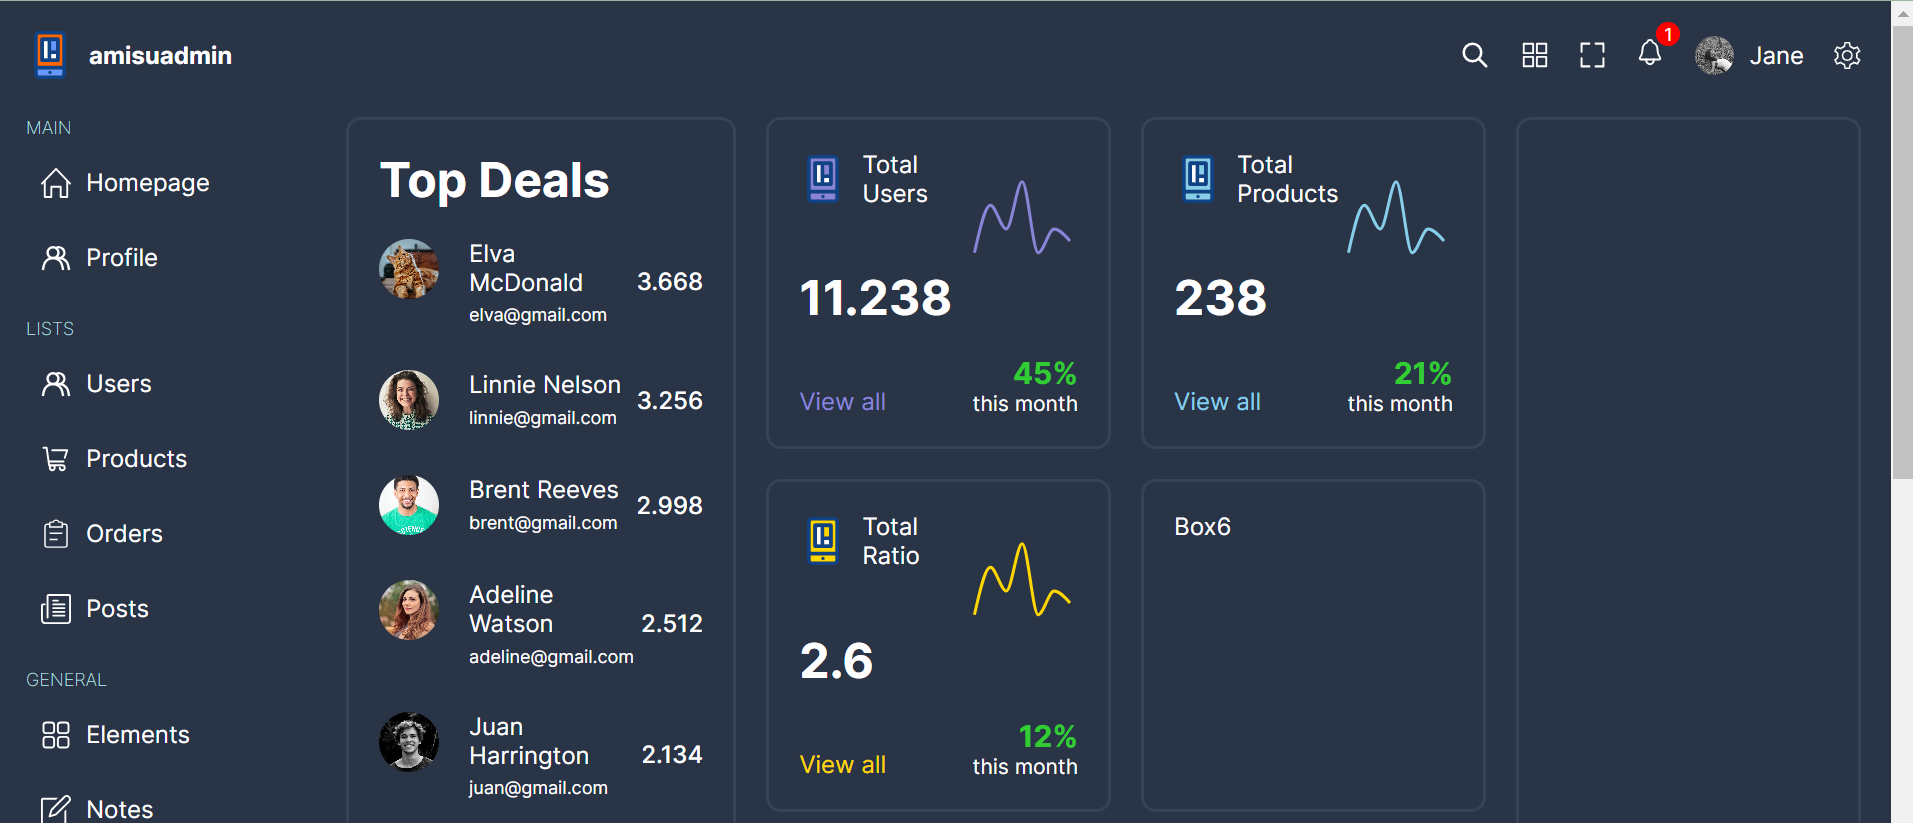 amisuadmin
1
Jane
MAIN
Homepage
Profile
LISTS
Users
Products
Orders
Posts
GENERAL
Elements
Notes
Top Deals
Elva
McDonald
elva@gmail.com
3.668
Linnie Nelson
linnie@gmail.com
3.256
Brent Reeves
brent@gmail.com
2.998
Adeline
Watson
adeline@gmail.com
2.512
Juan
Harrington
juan@gmail.com
2.134
Total
Users
11.238
View all
45%
this month
Total
Products
238
View all
21%
this month
Total
Ratio
2.6
View all
12%
this month
Box6